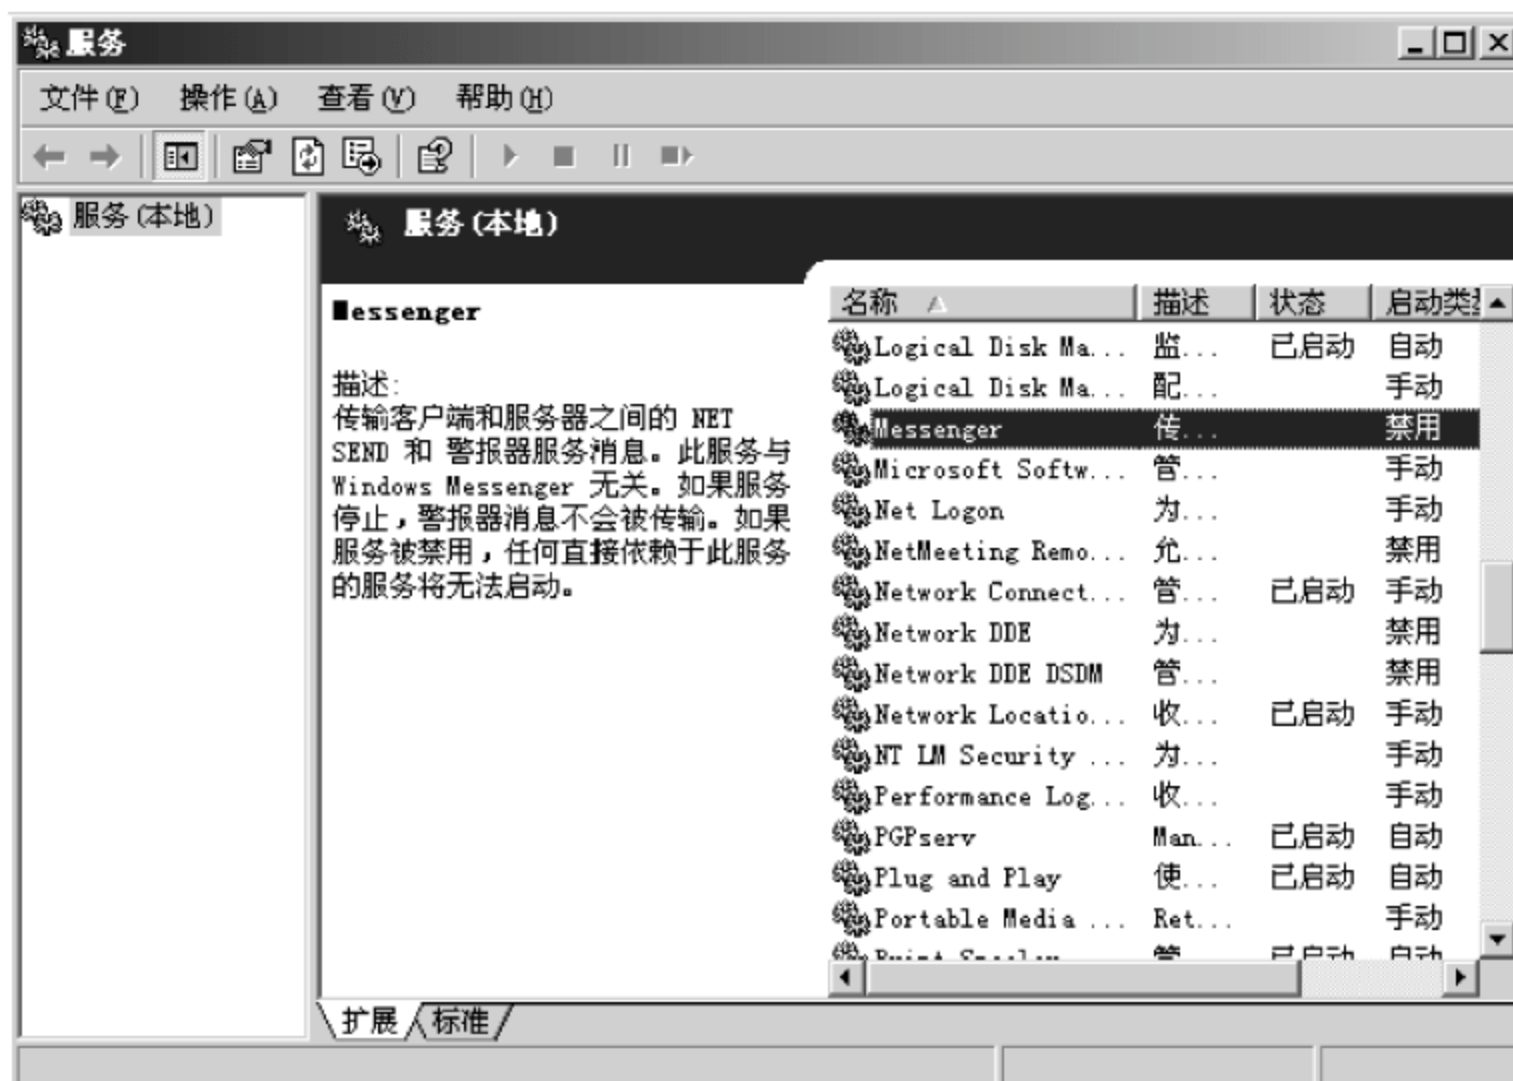 服务
文件(F) 操作(A) 查看(V) 帮助(H)
服务(本地)
服务(本地)
Messenger
描述:
传输客户端和服务器之间的 NET
SEND 和 警报器服务消息。此服务与
Windows Messenger 无关。如果服务
停止，警报器消息不会被传输。如果
服务被禁用，任何直接依赖于此服务
的服务将无法启动。
名称 描述 状态 启动类型
Logical Disk Ma... 监... 已启动 自动
Logical Disk Ma... 配... 手动
Messenger 传... 禁用
Microsoft Softw... 管... 手动
Net Logon 为... 手动
NetMeeting Remo... 允... 禁用
Network Connect... 管... 已启动 手动
Network DDE 为... 禁用
Network DDE DSDM 管... 禁用
Network Locatio... 收... 已启动 手动
NT LM Security ... 为... 手动
Performance Log... 收... 手动
PGPserv Man... 已启动 自动
Plug and Play 使... 已启动 自动
Portable Media ... Ret... 手动
Print Spooler 管 已启动 自动
扩展 标准